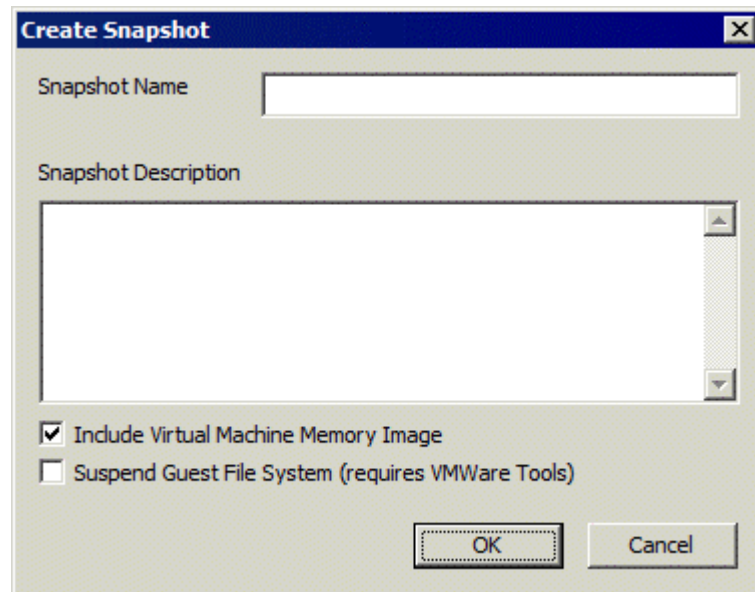 Create Snapshot
Snapshot Name
Snapshot Description
Include Virtual Machine Memory Image
Suspend Guest File System (requires VMWare Tools)
OK Cancel